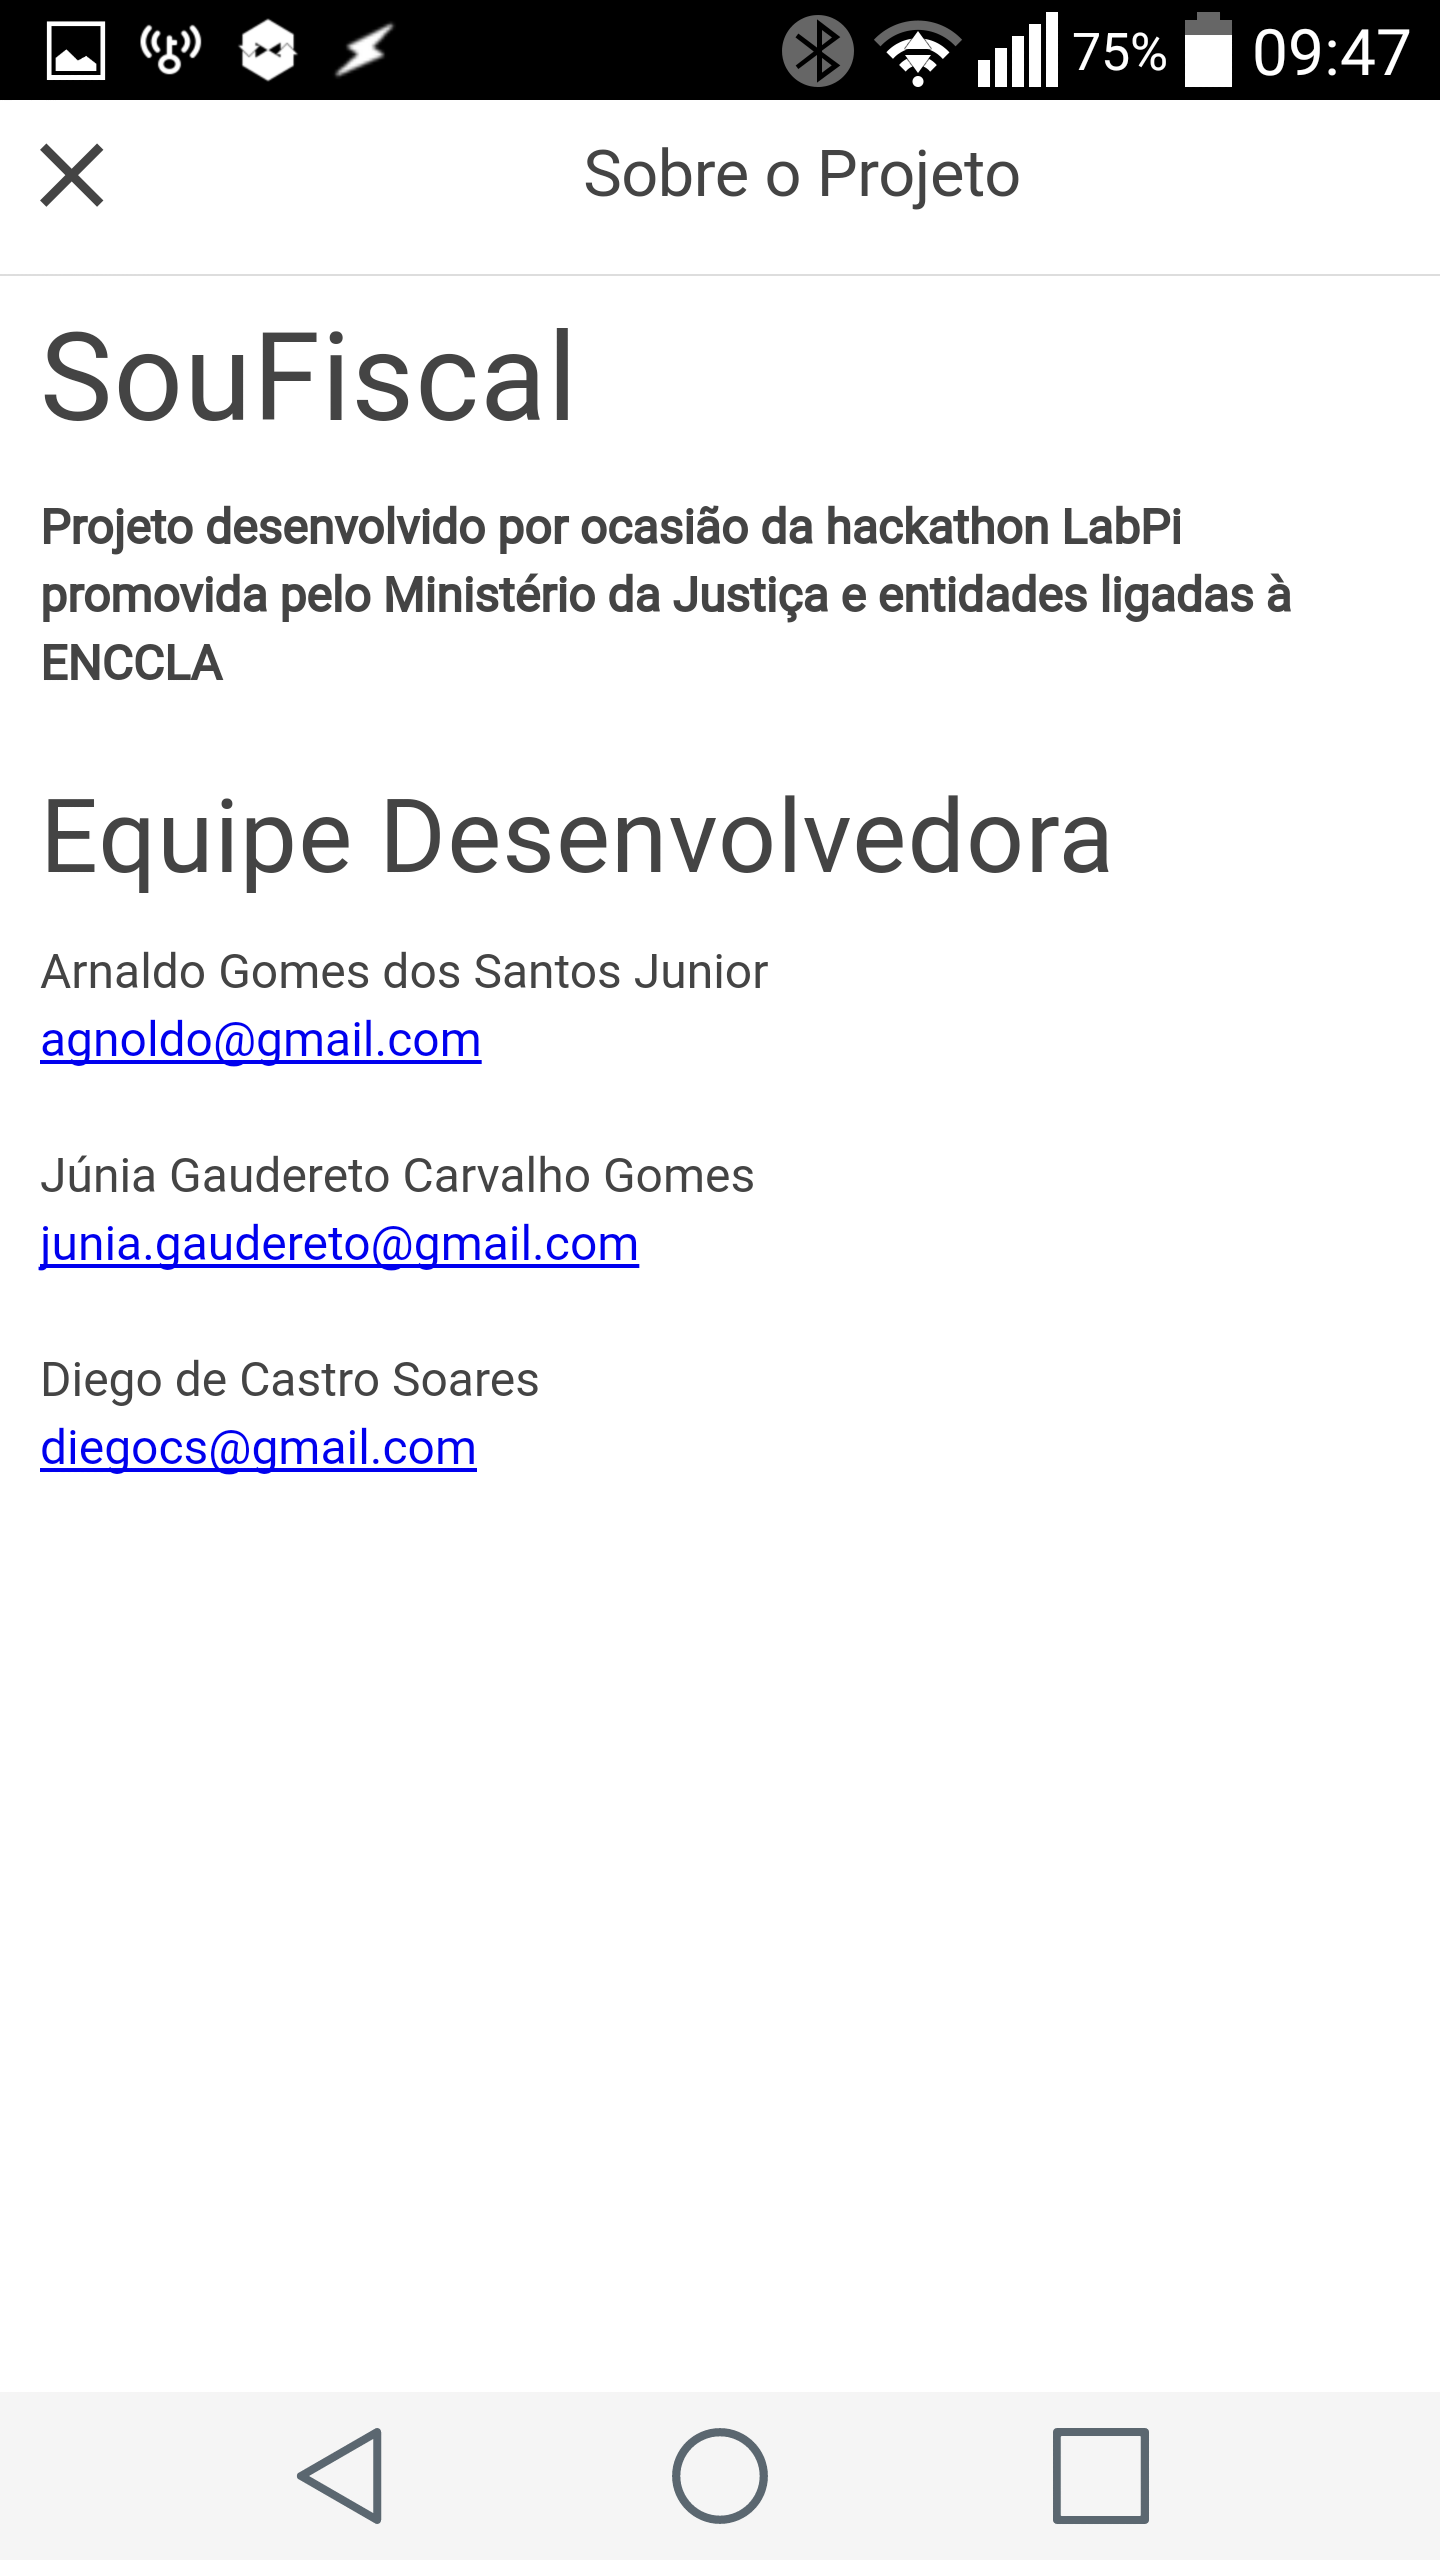 75% 09:47
Sobre o Projeto
SouFiscal
Projeto desenvolvido por ocasião da hackathon LabPi
promovida pelo Ministério da Justiça e entidades ligadas à
ENCCLA
Equipe Desenvolvedora
Arnaldo Gomes dos Santos Junior
agnoldo@gmail.com
Júnia Gaudereto Carvalho Gomes
junia.gaudereto@gmail.com
Diego de Castro Soares
diegocs@gmail.com